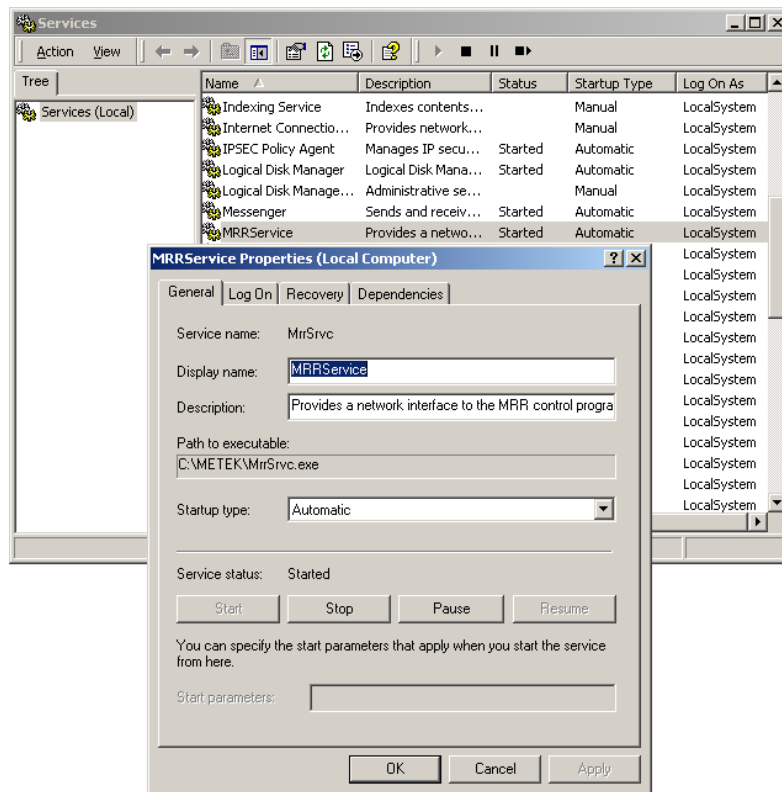 Services
Action View
Tree
Name Description Status Startup Type Log On As
Services (Local)
Indexing Service Indexes contents... Manual LocalSystem
Internet Connectio... Provides network... Manual LocalSystem
IPSEC Policy Agent Manages IP secu... Started Automatic LocalSystem
Logical Disk Manager Logical Disk Mana... Started Automatic LocalSystem
Logical Disk Manage... Administrative se... Manual LocalSystem
Messenger Sends and receiv... Started Automatic LocalSystem
MRRService Provides a netwo... Started Automatic LocalSystem
LocalSystem
LocalSystem
LocalSystem
LocalSystem
LocalSystem
LocalSystem
LocalSystem
LocalSystem
LocalSystem
LocalSystem
LocalSystem
LocalSystem
LocalSystem
MRRService Properties (Local Computer)
General Log On Recovery Dependencies
Service name: MrrSrvc
Display name: MRRService
Description: Provides a network interface to the MRR control progra
Path to executable:
C:\METEK\MrrSrvc.exe
Startup type: Automatic
Service status: Started
Start Stop Pause Resume
You can specify the start parameters that apply when you start the service
from here.
Start parameters:
OK Cancel Apply